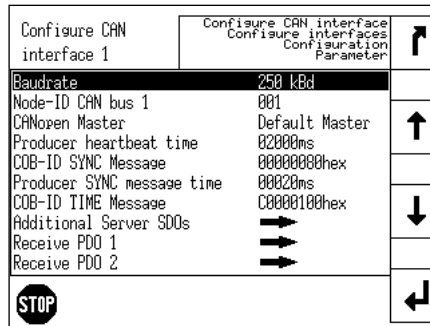 Configure CAN
interface 1
Configure CAN interface
Configure interfaces
Configuration
Parameter
Baudrate 250 kBd
Node-ID CAN bus 1 001
CANopen Master Default Master
Producer heartbeat time 02000ms
COB-ID SYNC Message 00000080hex
Producer SYNC message time 00020ms
COB-ID TIME Message C0000100hex
Additional Server SDOs
Receive PDO 1
Receive PDO 2
STOP